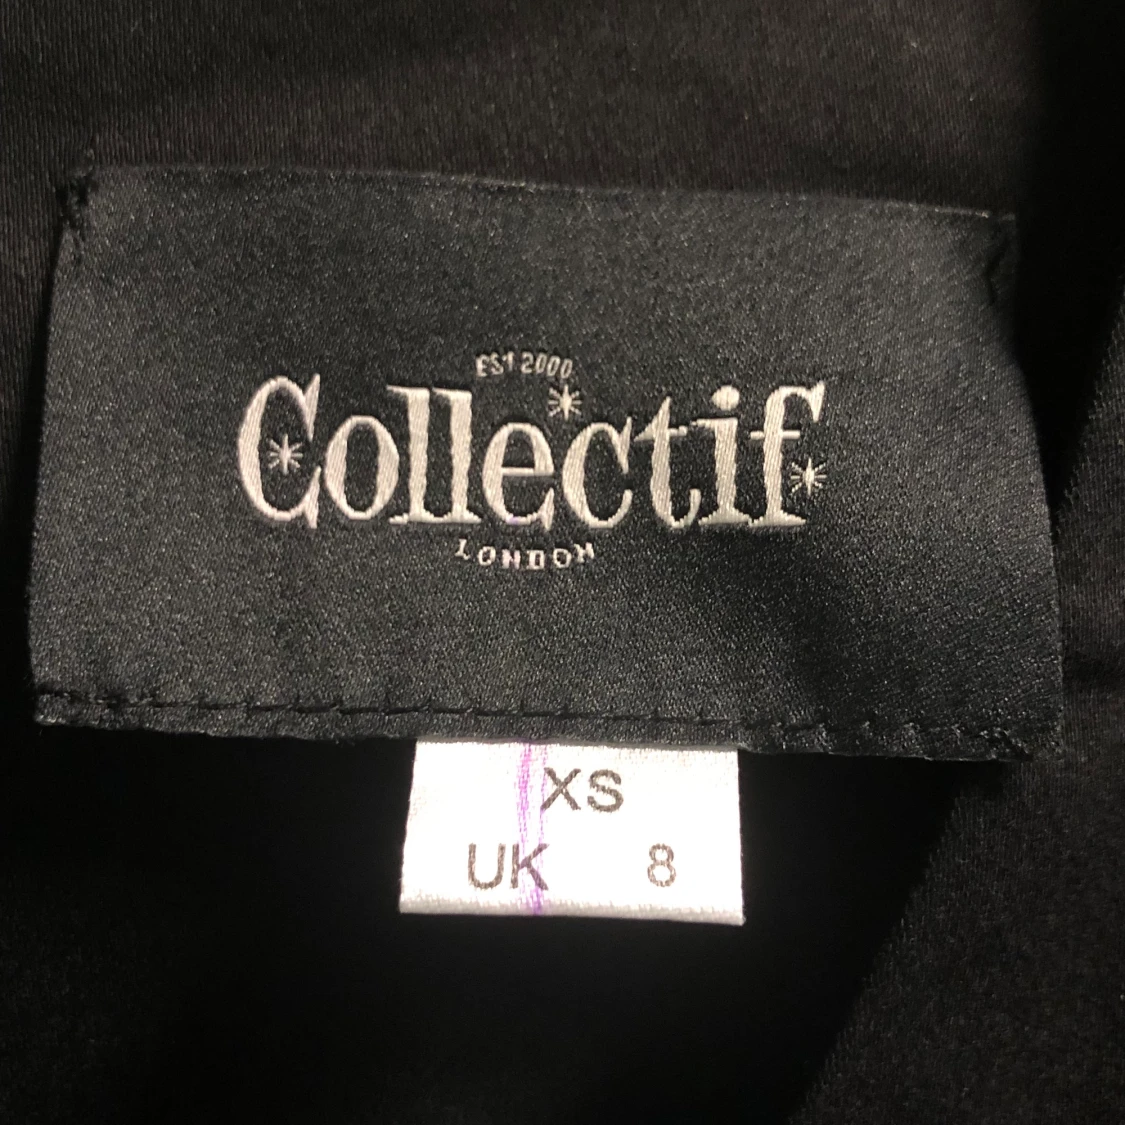 EST 2000
Collectif
LONDON
XS
UK 8